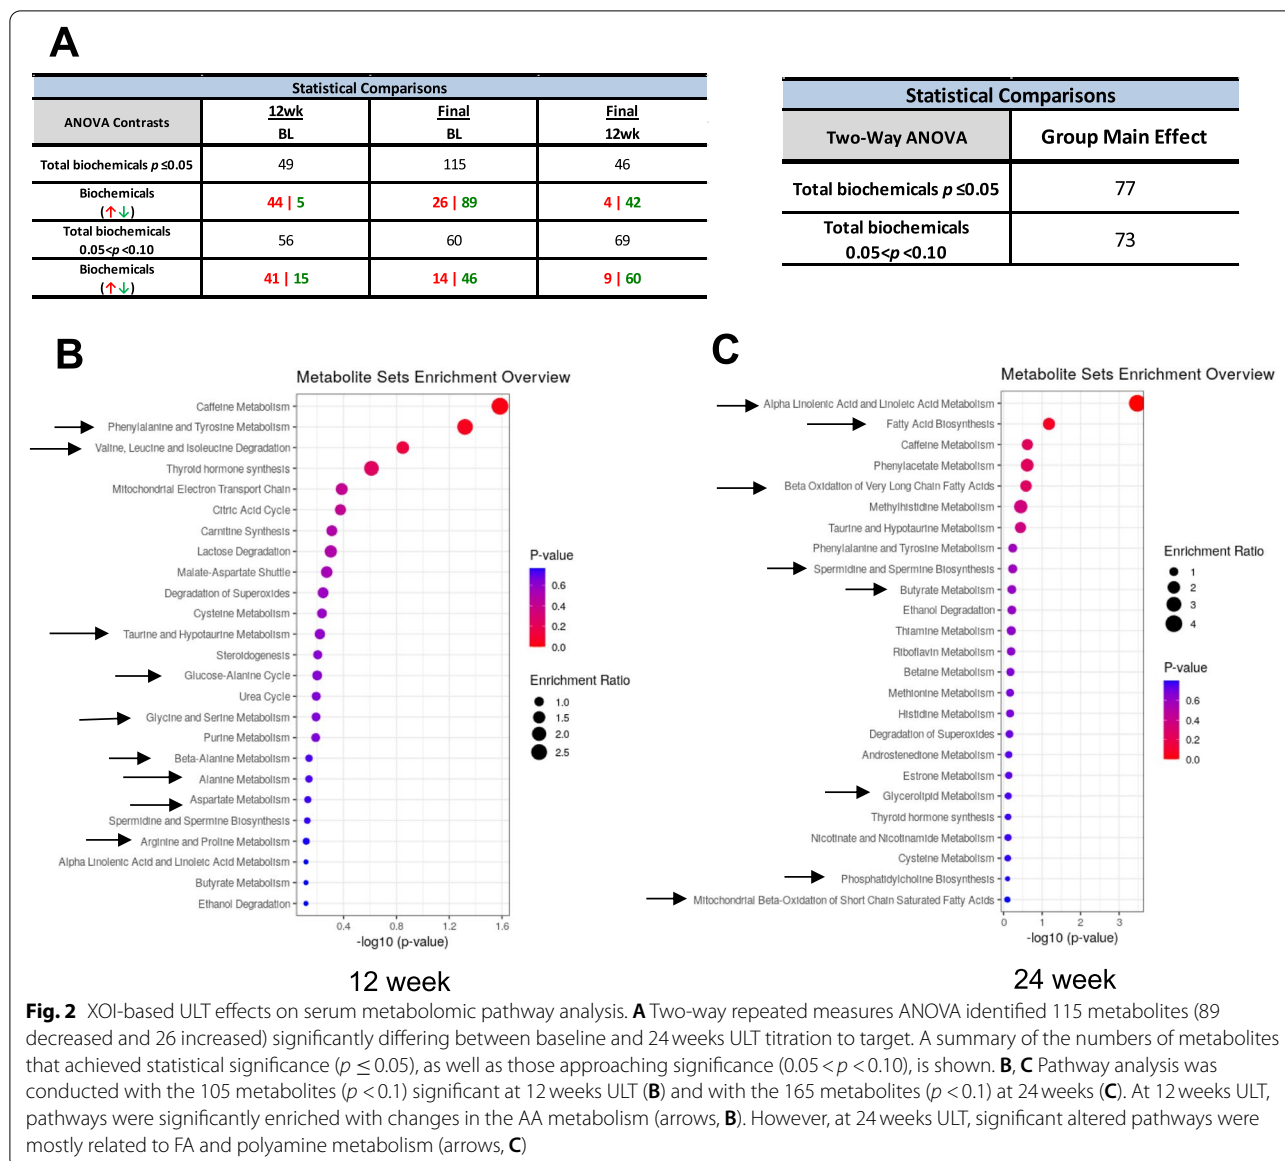 A
Statistical Comparisons
ANOVA Contrasts
12wk
BL
Final
BL
Final
12wk
Total biochemicals p ≤0.05
49
115
46
Biochemicals
(↑↓)
44 | 5
26 | 89
4 | 42
Total biochemicals
0.05<p <0.10
56
60
69
Biochemicals
(↑↓)
41 | 15
14 | 46
9 | 60
Statistical Comparisons
Two-Way ANOVA
Group Main Effect
Total biochemicals p ≤0.05
77
Total biochemicals
0.05<p <0.10
73
B
Metabolite Sets Enrichment Overview
Caffeine Metabolism
Phenylalanine and Tyrosine Metabolism
Valine, Leucine and Isoleucine Degradation
Thyroid hormone synthesis
Mitochondrial Electron Transport Chain
Citric Acid Cycle
Carnitine Synthesis
Lactose Degradation
Malate-Aspartate Shuttle
Degradation of Superoxides
Cysteine Metabolism
Taurine and Hypotaurine Metabolism
Steroidogenesis
Glucose-Alanine Cycle
Urea Cycle
Glycine and Serine Metabolism
Purine Metabolism
Beta-Alanine Metabolism
Alanine Metabolism
Aspartate Metabolism
Spermidine and Spermine Biosynthesis
Arginine and Proline Metabolism
Alpha Linolenic Acid and Linoleic Acid Metabolism
Butyrate Metabolism
Ethanol Degradation
0.4 0.8 1.2 1.6
-log10 (p-value)
P-value
0.6
0.4
0.2
0.0
Enrichment Ratio
1.0
1.5
2.0
2.5
12 week
C
Metabolite Sets Enrichment Overview
Alpha Linolenic Acid and Linoleic Acid Metabolism
Fatty Acid Biosynthesis
Caffeine Metabolism
Phenylacetate Metabolism
Beta Oxidation of Very Long Chain Fatty Acids
Methylhistidine Metabolism
Taurine and Hypotaurine Metabolism
Phenylalanine and Tyrosine Metabolism
Spermidine and Spermine Biosynthesis
Butyrate Metabolism
Ethanol Degradation
Thiamine Metabolism
Riboflavin Metabolism
Betaine Metabolism
Methionine Metabolism
Histidine Metabolism
Degradation of Superoxides
Androstenedione Metabolism
Estrone Metabolism
Glycerolipid Metabolism
Thyroid hormone synthesis
Nicotinate and Nicotinamide Metabolism
Cysteine Metabolism
Phosphatidylcholine Biosynthesis
Mitochondrial Beta-Oxidation of Short Chain Saturated Fatty Acids
0 1 2 3
-log10 (p-value)
Enrichment Ratio
1
2
3
4
P-value
0.6
0.4
0.2
0.0
24 week
Fig. 2 XOI-based ULT effects on serum metabolomic pathway analysis. A Two-way repeated measures ANOVA identified 115 metabolites (89
decreased and 26 increased) significantly differing between baseline and 24 weeks ULT titration to target. A summary of the numbers of metabolites
that achieved statistical significance (p ≤ 0.05), as well as those approaching significance (0.05 < p < 0.10), is shown. B, C Pathway analysis was
conducted with the 105 metabolites (p < 0.1) significant at 12 weeks ULT (B) and with the 165 metabolites (p < 0.1) at 24 weeks (C). At 12 weeks ULT,
pathways were significantly enriched with changes in the AA metabolism (arrows, B). However, at 24 weeks ULT, significant altered pathways were
mostly related to FA and polyamine metabolism (arrows, C)